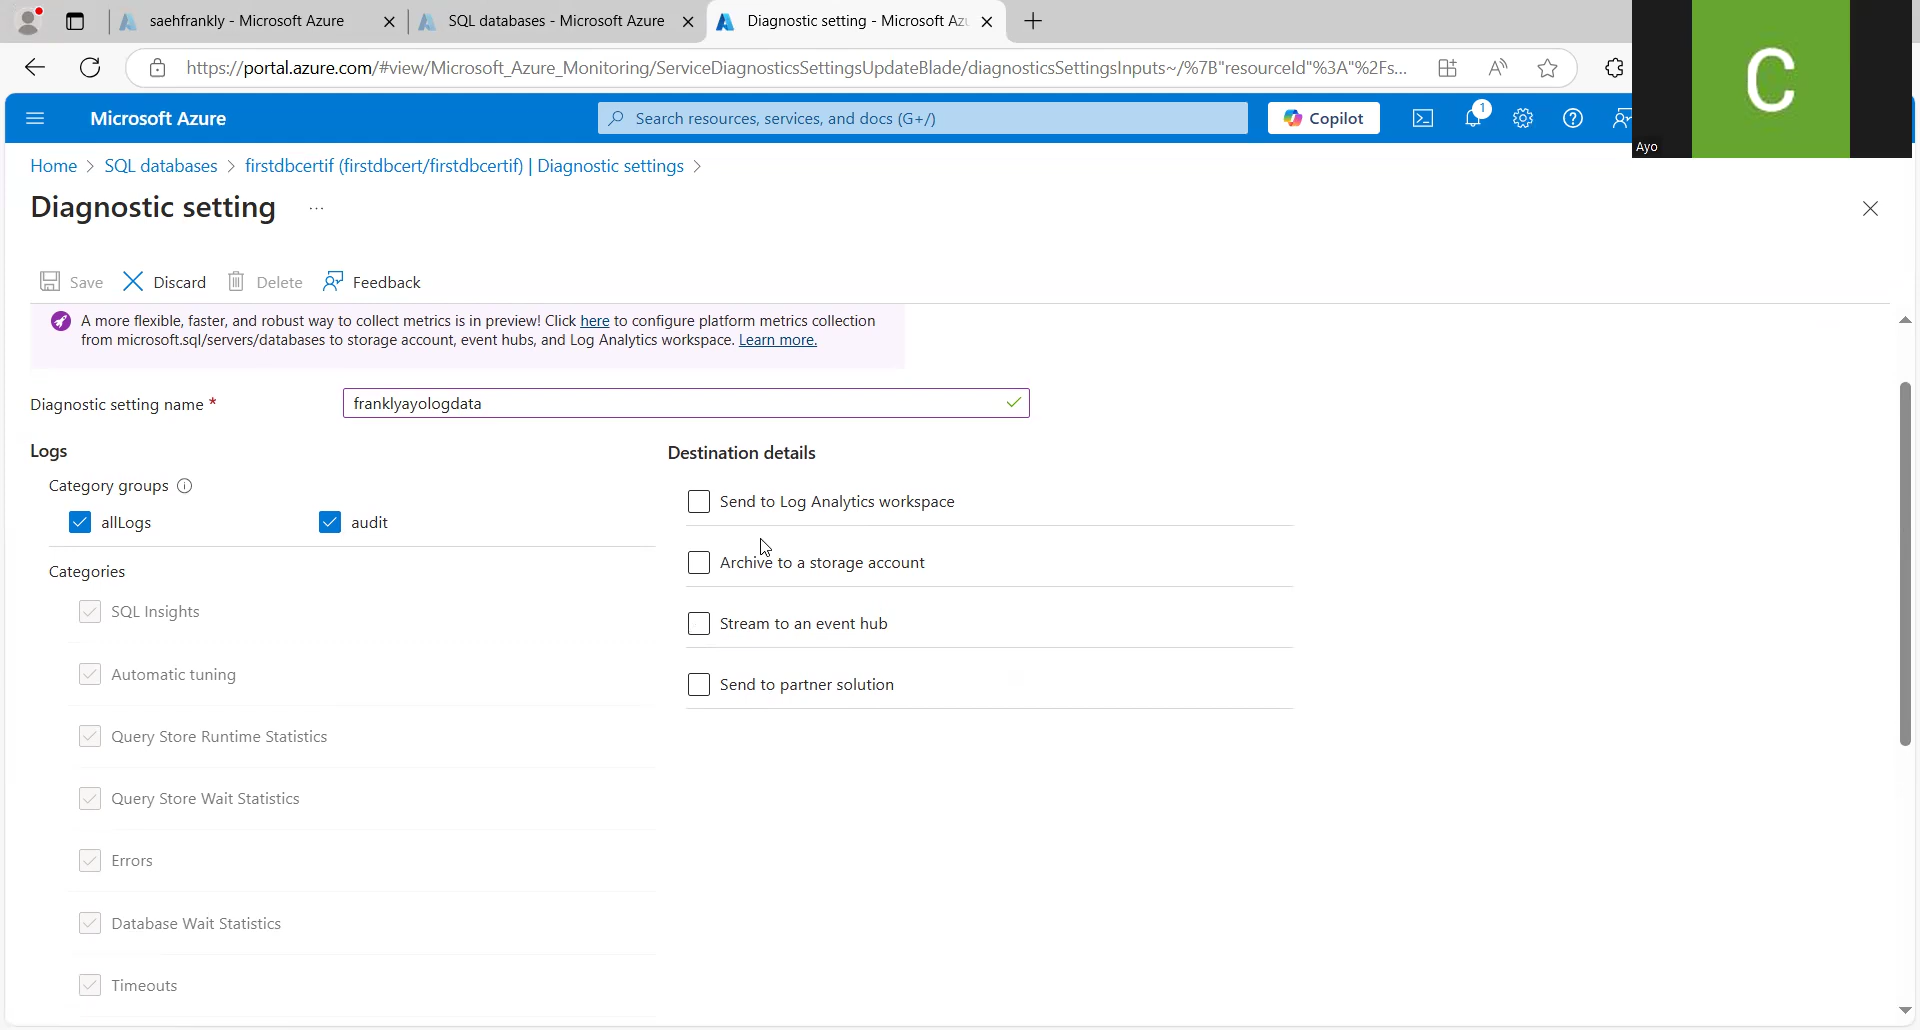 saehfrankly - Microsoft Azure
SQL databases - Microsoft Azure
Diagnostic setting - Microsoft Az
https://portal.azure.com/#view/Microsoft_Azure_Monitoring/ServiceDiagnosticsSettingsUpdateBlade/diagnosticsSettingsInputs~/%7B"resourceId"%3A"%2Fs...
Microsoft Azure
Search resources, services, and docs (G+/)
Copilot
1
C
Ayo
Home > SQL databases > firstdbcertif (firstdbcert/firstdbcertif) | Diagnostic settings >
Diagnostic setting ...
Save Discard Delete Feedback
A more flexible, faster, and robust way to collect metrics is in preview! Click here to configure platform metrics collection
from microsoft.sql/servers/databases to storage account, event hubs, and Log Analytics workspace. Learn more.
Diagnostic setting name *
franklyayologdata
Logs
Category groups
allLogs
audit
Categories
SQL Insights
Automatic tuning
Query Store Runtime Statistics
Query Store Wait Statistics
Errors
Database Wait Statistics
Timeouts
Destination details
Send to Log Analytics workspace
Archive to a storage account
Stream to an event hub
Send to partner solution